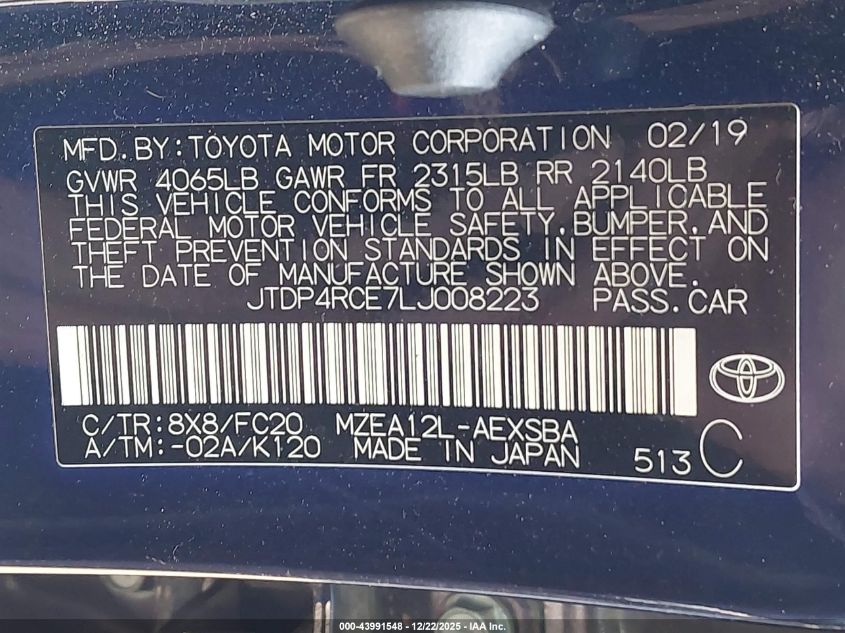 MFD.BY:TOYOTA MOTOR CORPORATION 02/19
GVWR 4065LB GAWR FR 2315LB RR 2140LB
THIS VEHICLE CONFORMS TO ALL APPLICABLE
FEDERAL MOTOR VEHICLE SAFETY,BUMPER,AND
THEFT PREVENTION STANDARDS IN EFFECT ON
THE DATE OF MANUFACTURE SHOWN ABOVE.
JTDP4RCE7LJ008223 PASS.CAR
C/TR:8X8/FC20 MZEA12L-AEXSBA
A/TM:-02A/K120 MADE IN JAPAN 513 C
000-43991548 - 12/22/2025 - IAA Inc.